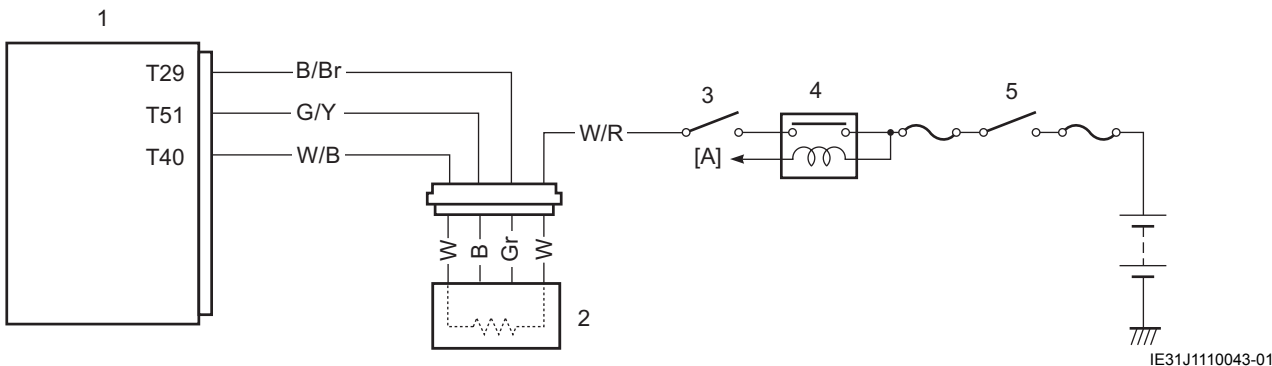 1
T29
B/Br
T51
G/Y
T40
W/B
W/R
3
4
5
[A]
W
B
Gr
W
2
IE31J1110043-01